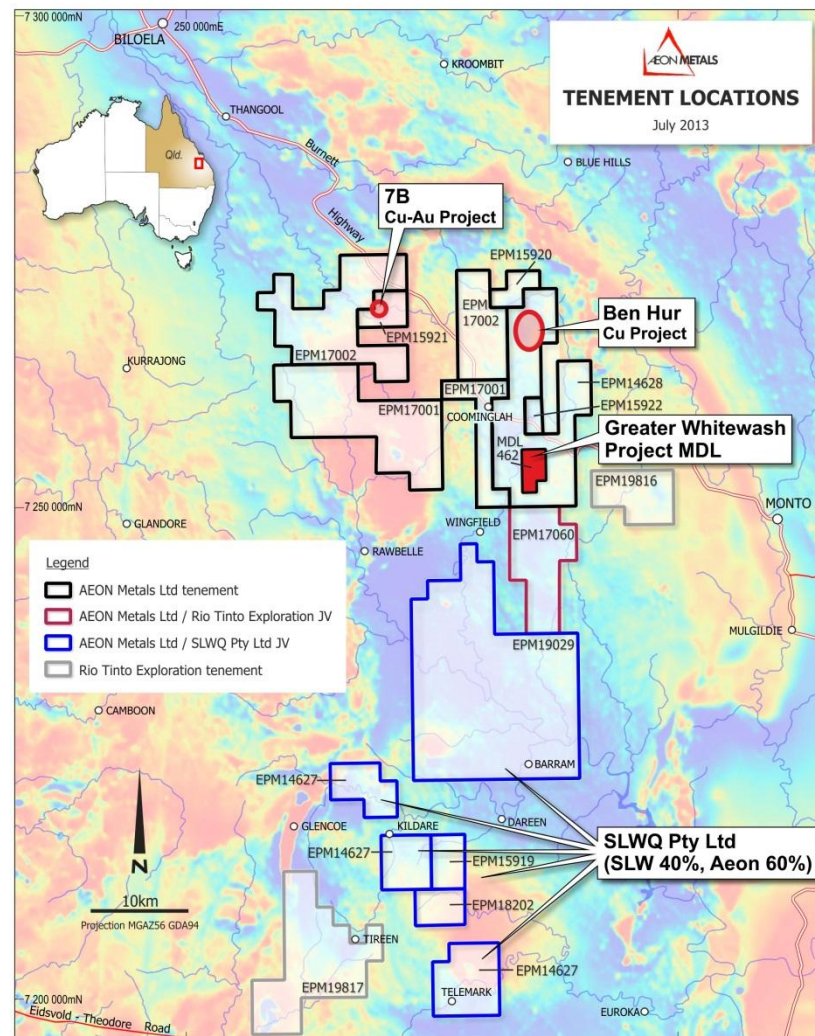 7 300 000mN
250 000mE
BILOELA
KROOMBIT
AEON METALS
TENEMENT LOCATIONS
July 2013
THANGOOL
Burnett
Highway
BLUE HILLS
Qld.
7B
Cu-Au Project
EPM15920
EPM
17002
Ben Hur
Cu Project
EPM15921
KURRAJONG
EPM17002
EPM17001
EPM14628
EPM17001
COOMINGLAH
EPM15922
MDL
462
Greater Whitewash
Project MDL
EPM19816
7 250 000mN
GLANDORE
WINGFIELD
EPM17060
MONTO
RAWBELLE
Legend
AEON Metals Ltd tenement
AEON Metals Ltd / Rio Tinto Exploration JV
AEON Metals Ltd / SLWQ Pty Ltd JV
Rio Tinto Exploration tenement
MULGILDIE
EPM19029
CAMBOON
BARRAM
EPM14627
GLENCOE
KILDARE
DAREEN
N
10km
Projection MGAZ56 GDA94
EPM14627
EPM15919
SLWQ Pty Ltd
(SLW 40%, Aeon 60%)
EPM18202
TIREEN
EPM14627
EPM19817
TELEMARK
EUROKA
7 200 000mN
Eidsvold - Theodore Road